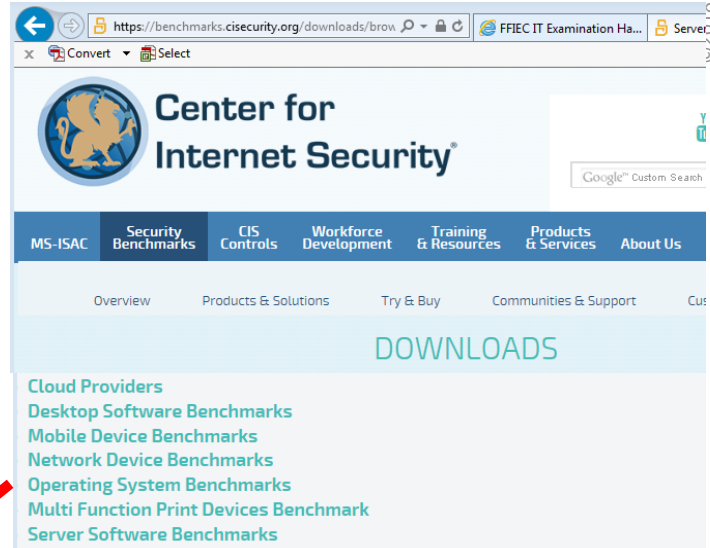 https://benchmarks.cisecurity.org/downloads/brow
FFIEC IT Examination Ha...
Server
x Convert Select
Center for
Internet Security®
Google™ Custom Search
MS-ISAC
Security
Benchmarks
CIS
Controls
Workforce
Development
Training
& Resources
Products
& Services
About Us
Overview Products & Solutions Try & Buy Communities & Support Cus
DOWNLOADS
Cloud Providers
Desktop Software Benchmarks
Mobile Device Benchmarks
Network Device Benchmarks
Operating System Benchmarks
Multi Function Print Devices Benchmark
Server Software Benchmarks